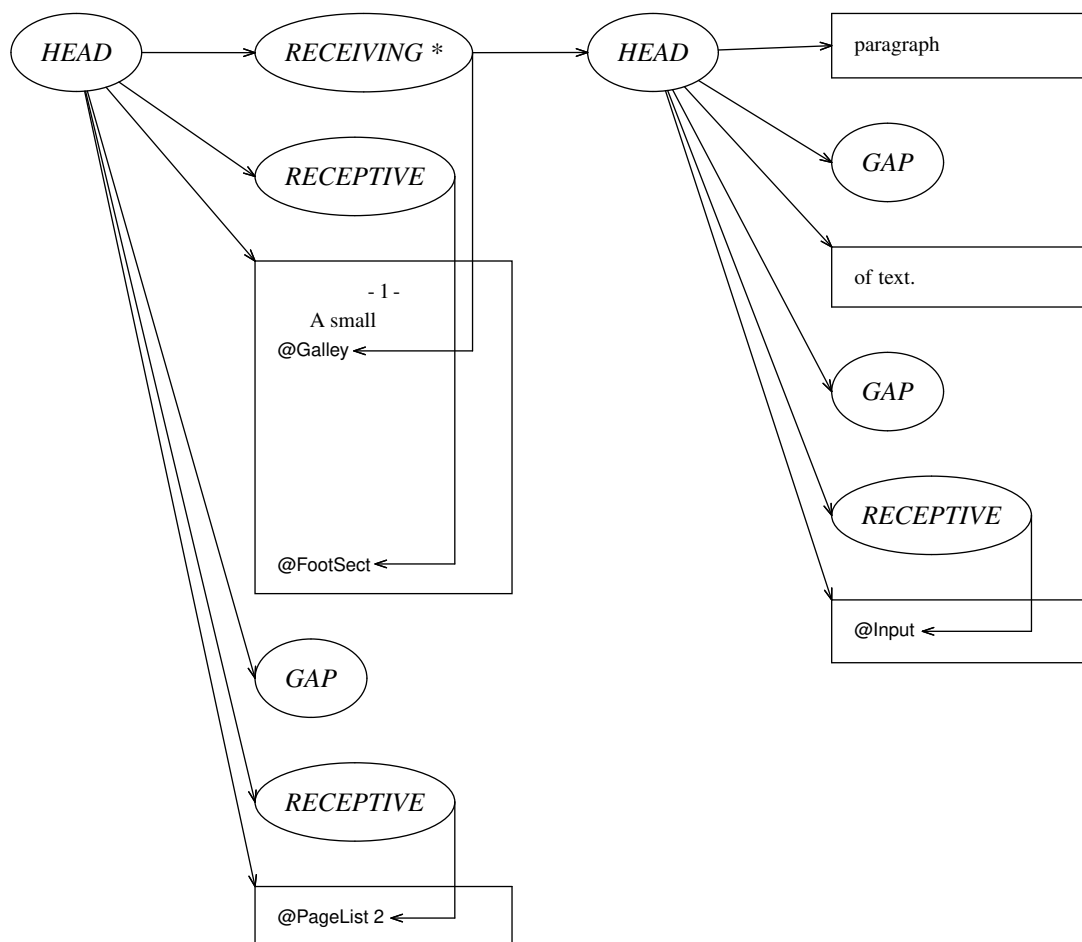 HEAD
RECEIVING *
HEAD
paragraph
RECEPTIVE
GAP
- 1 -
A small
@Galley
of text.
GAP
RECEPTIVE
@FootSect
@Input
GAP
RECEPTIVE
@PageList 2